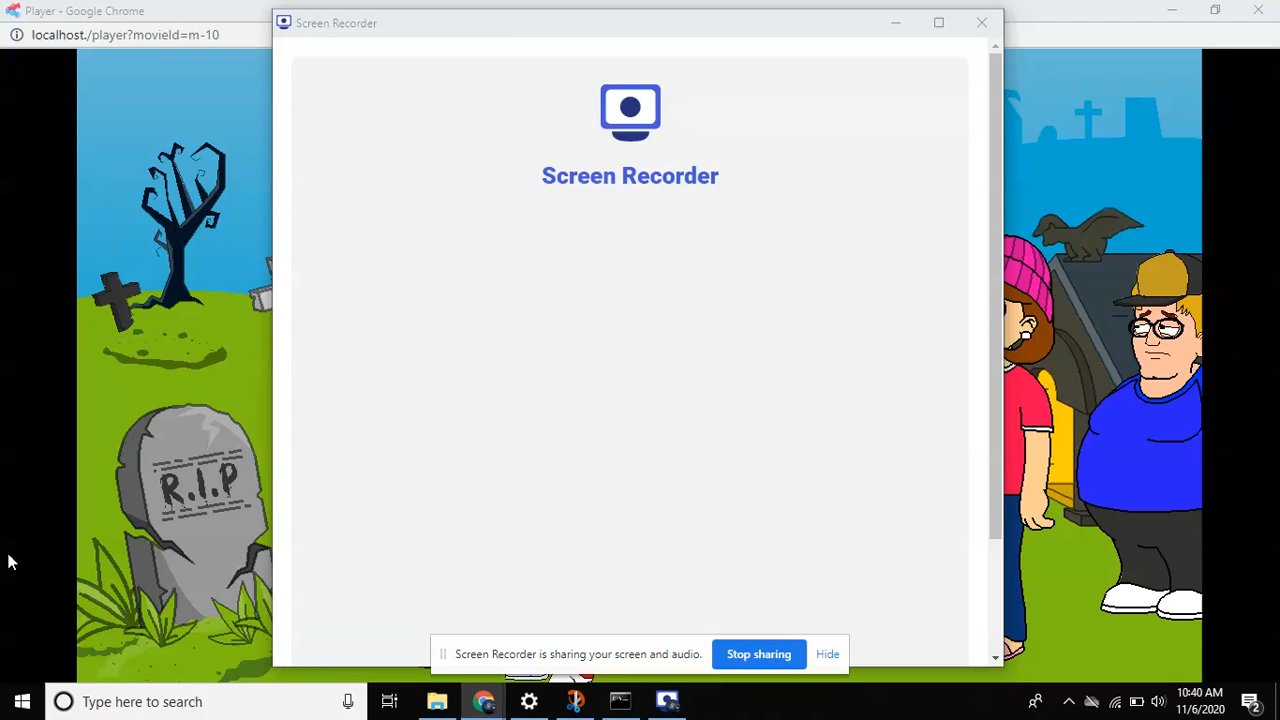 Player - Google Chrome
localhost./player?movieId=m-10
Screen Recorder
Screen Recorder
R.I.P
Screen Recorder is sharing your screen and audio.
Stop sharing
Hide
Type here to search
10:40 AM
11/6/2020
2